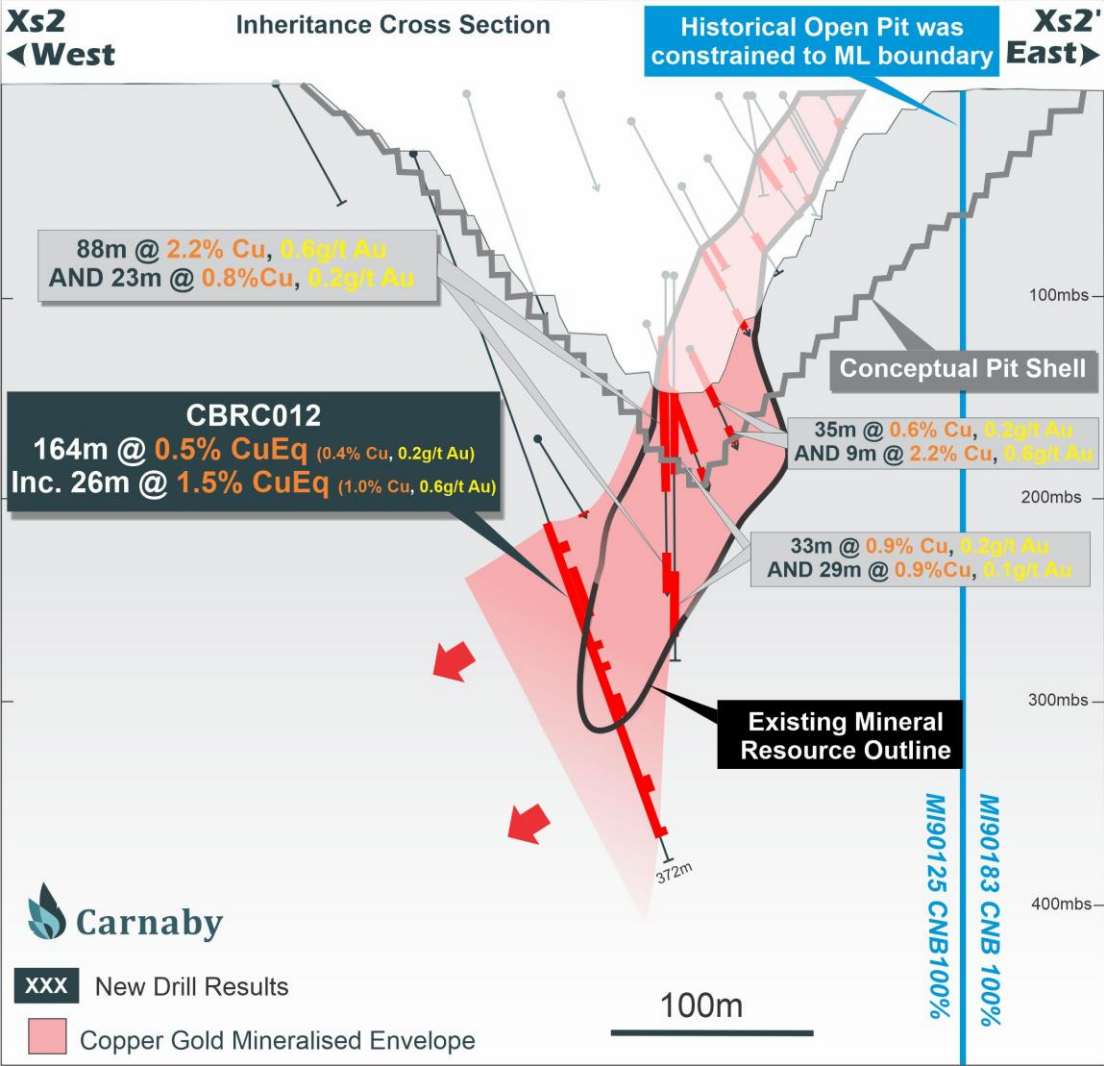 Xs2
West
Inheritance Cross Section
Historical Open Pit was
constrained to ML boundary
Xs2'
East
88m @ 2.2% Cu, 0.6g/t Au
AND 23m @ 0.8%Cu, 0.2g/t Au
100mbs
Conceptual Pit Shell
CBRC012
164m @ 0.5% CuEq (0.4% Cu, 0.2g/t Au)
Inc. 26m @ 1.5% CuEq (1.0% Cu, 0.6g/t Au)
35m @ 0.6% Cu, 0.2g/t Au
AND 9m @ 2.2% Cu, 0.6g/t Au
200mbs
33m @ 0.9% Cu, 0.2g/t Au
AND 29m @ 0.9%Cu, 0.1g/t Au
300mbs
Existing Mineral
Resource Outline
MI90125 CNB100%
MI90183 CNB 100%
372m
400mbs
Carnaby
XXX New Drill Results
100m
Copper Gold Mineralised Envelope